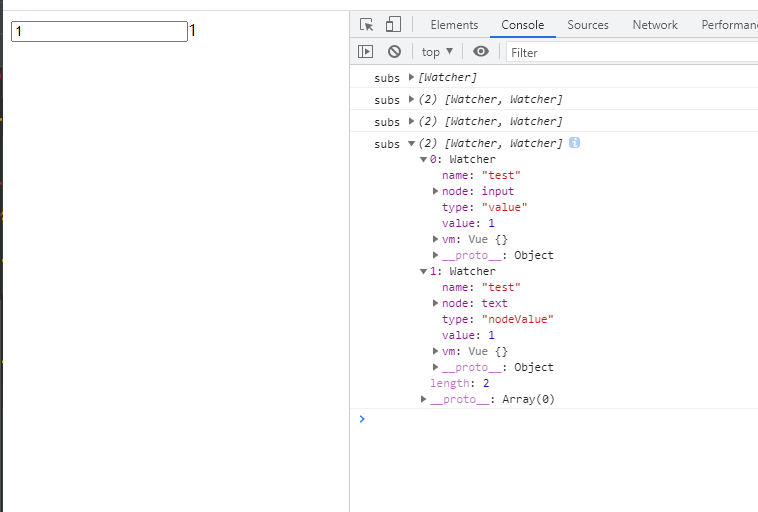 1 1
Elements Console Sources Network
top ▼ Filter
subs ▶ [Watcher]
subs ▶ (2) [Watcher, Watcher]
subs ▶ (2) [Watcher, Watcher]
subs ▼ (2) [Watcher, Watcher] i
▼ 0: Watcher
name: "test"
▶ node: input
type: "value"
value: 1
▶ vm: Vue {}
▶ __proto__: Object
▼ 1: Watcher
name: "test"
▶ node: text
type: "nodeValue"
value: 1
▶ vm: Vue {}
▶ __proto__: Object
length: 2
▶ __proto__: Array(0)
>